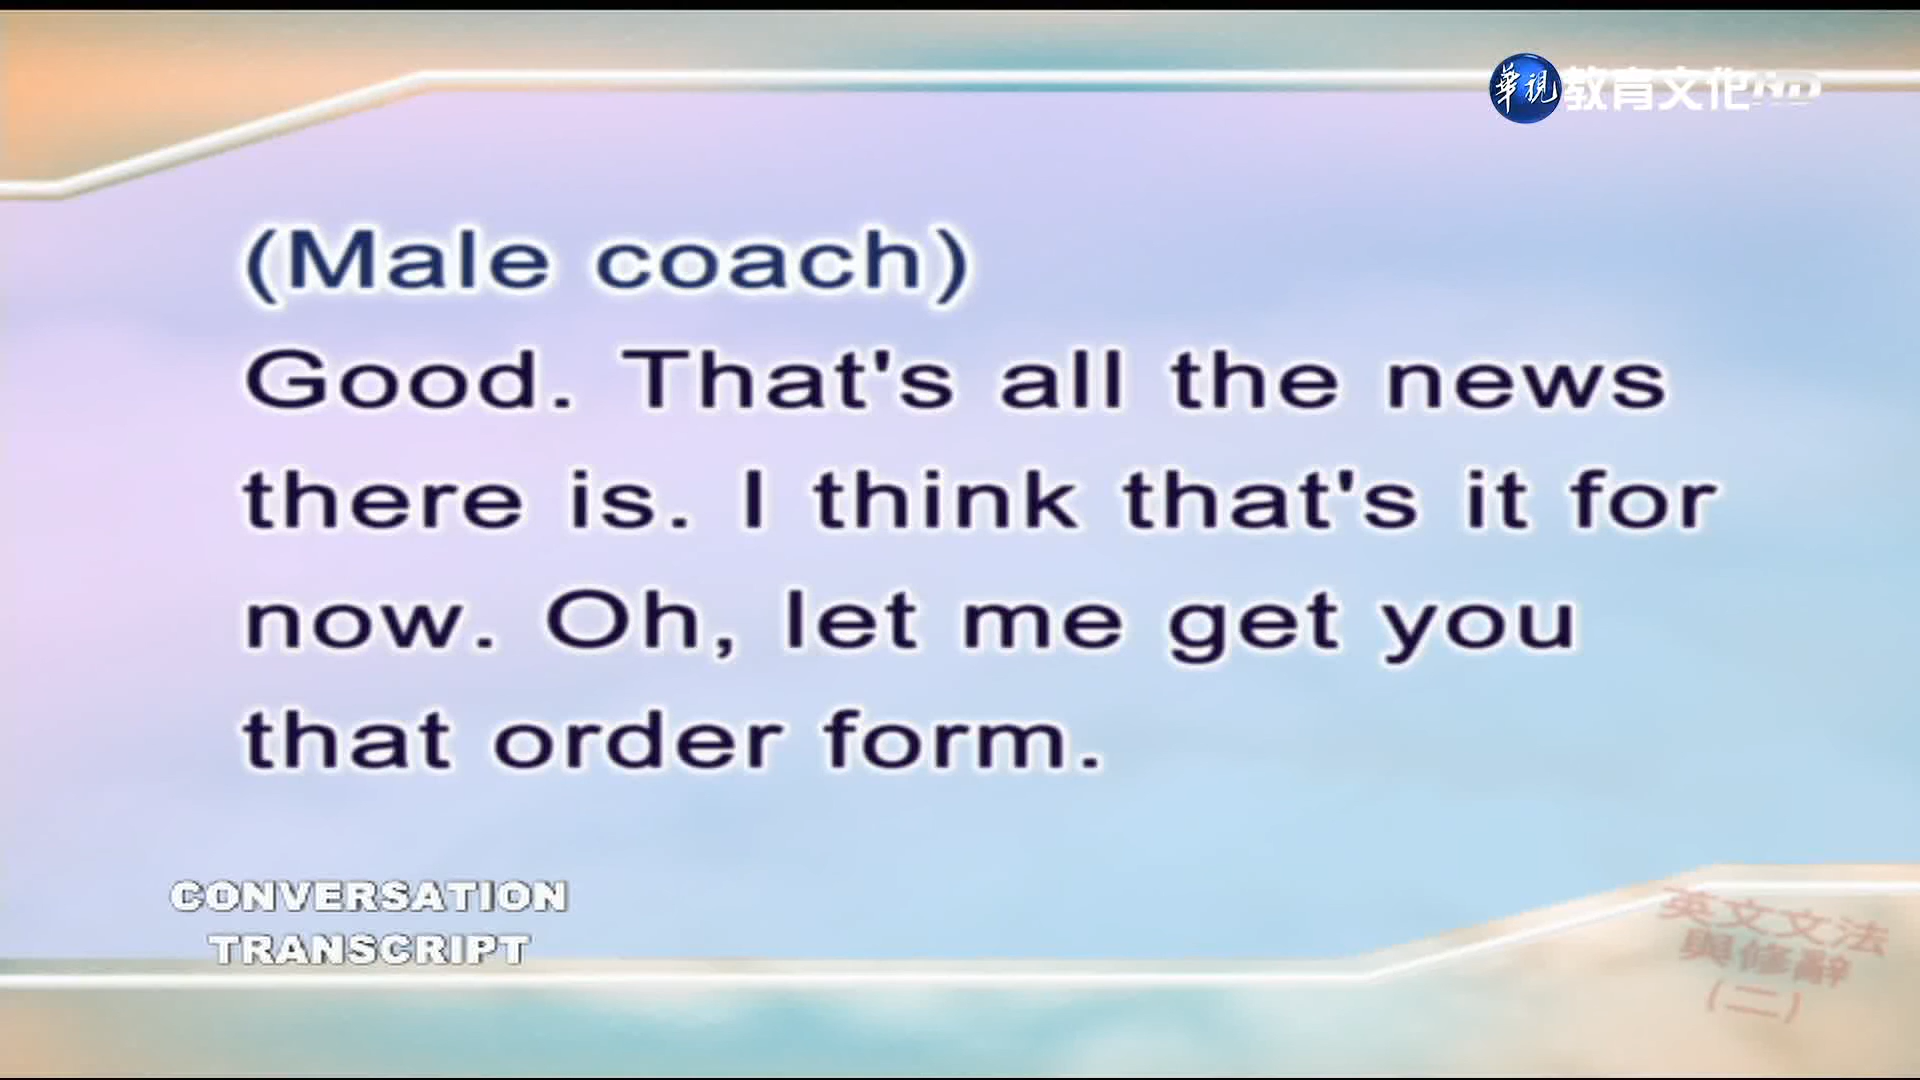 華視 教育文化HD
(Male coach)
Good. That's all the news
there is. I think that's it for
now. Oh, let me get you
that order form.
CONVERSATION
TRANSCRIPT
英文文法
與修辭
(二)